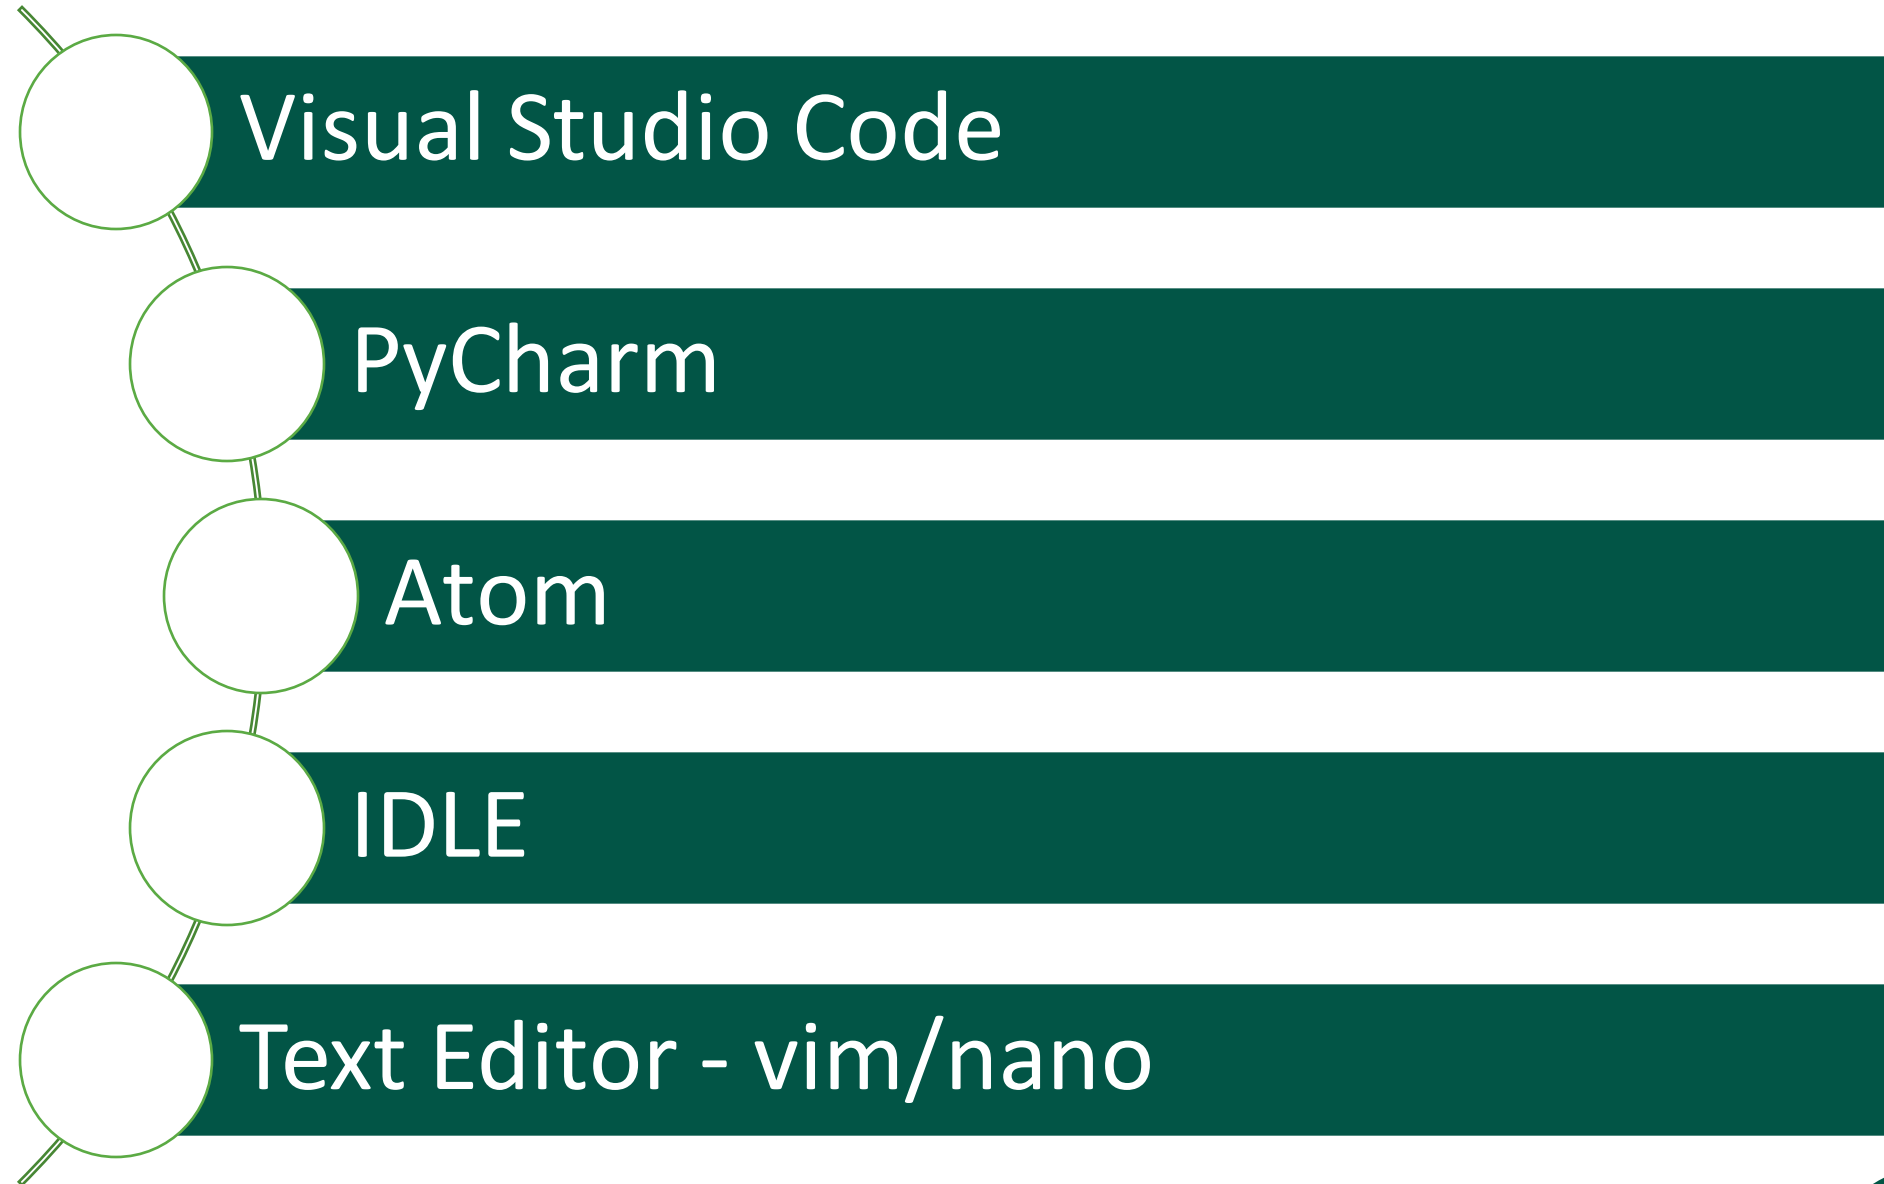 Visual Studio Code
PyCharm
Atom
IDLE
Text Editor - vim/nano